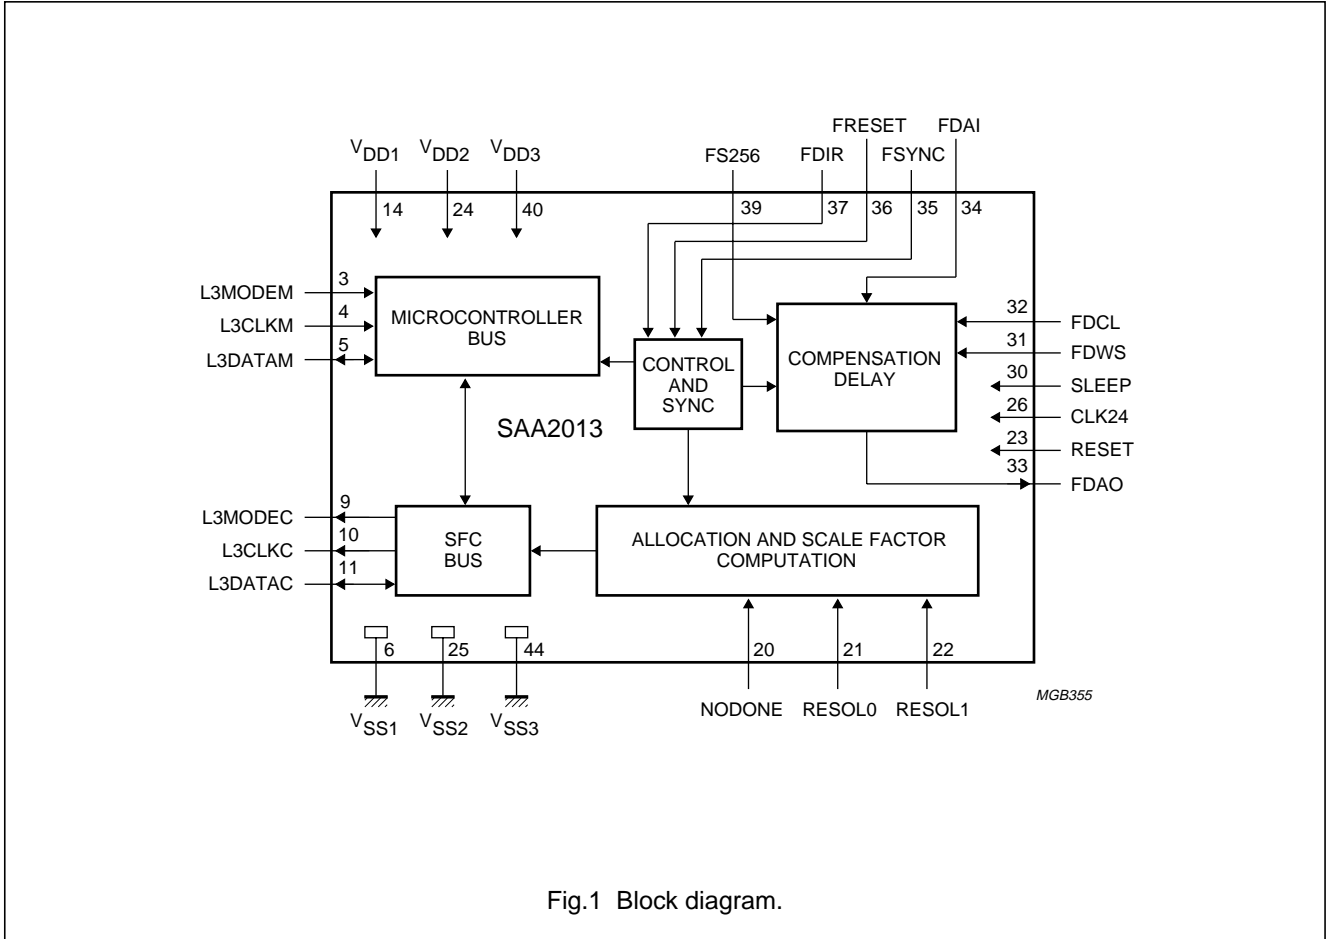 FRESET FDAI
VDD1 VDD2 VDD3 FS256 FDIR FSYNC
14 24 40 39 37 36 35 34
L3MODEM 3
L3CLKM 4
L3DATAM 5
MICROCONTROLLER
BUS
CONTROL
AND
SYNC
COMPENSATION
DELAY
32 FDCL
31 FDWS
30 SLEEP
26 CLK24
23 RESET
33 FDAO
SAA2013
L3MODEC 9
L3CLKC 10
L3DATAC 11
SFC
BUS
ALLOCATION AND SCALE FACTOR
COMPUTATION
6 25 44 20 21 22
VSS1 VSS2 VSS3 NODONE RESOL0 RESOL1
MGB355
Fig.1 Block diagram.